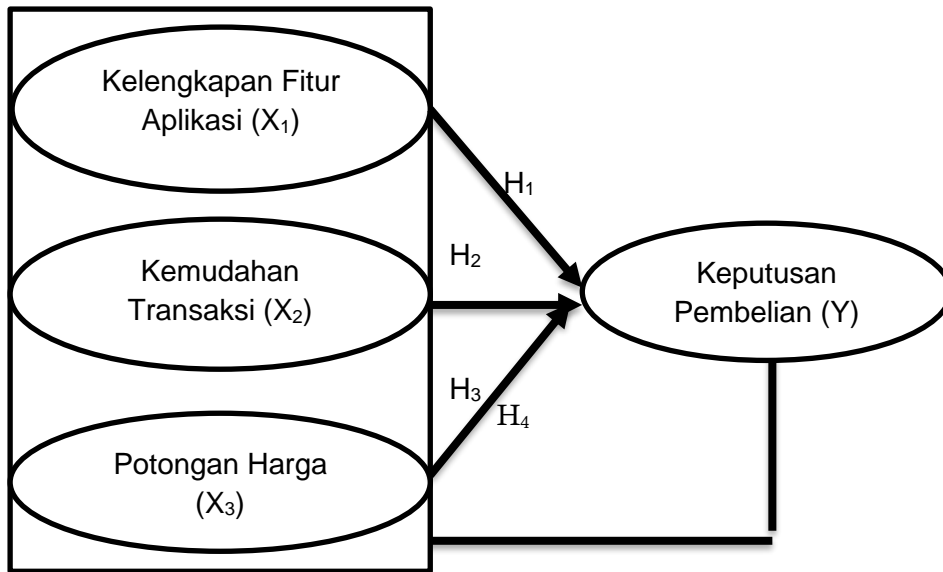 Kelengkapan Fitur
Aplikasi (X₁)
H₁
Kemudahan
Transaksi (X₂)
H₂
Keputusan
Pembelian (Y)
H₃
H₄
Potongan Harga
(X₃)